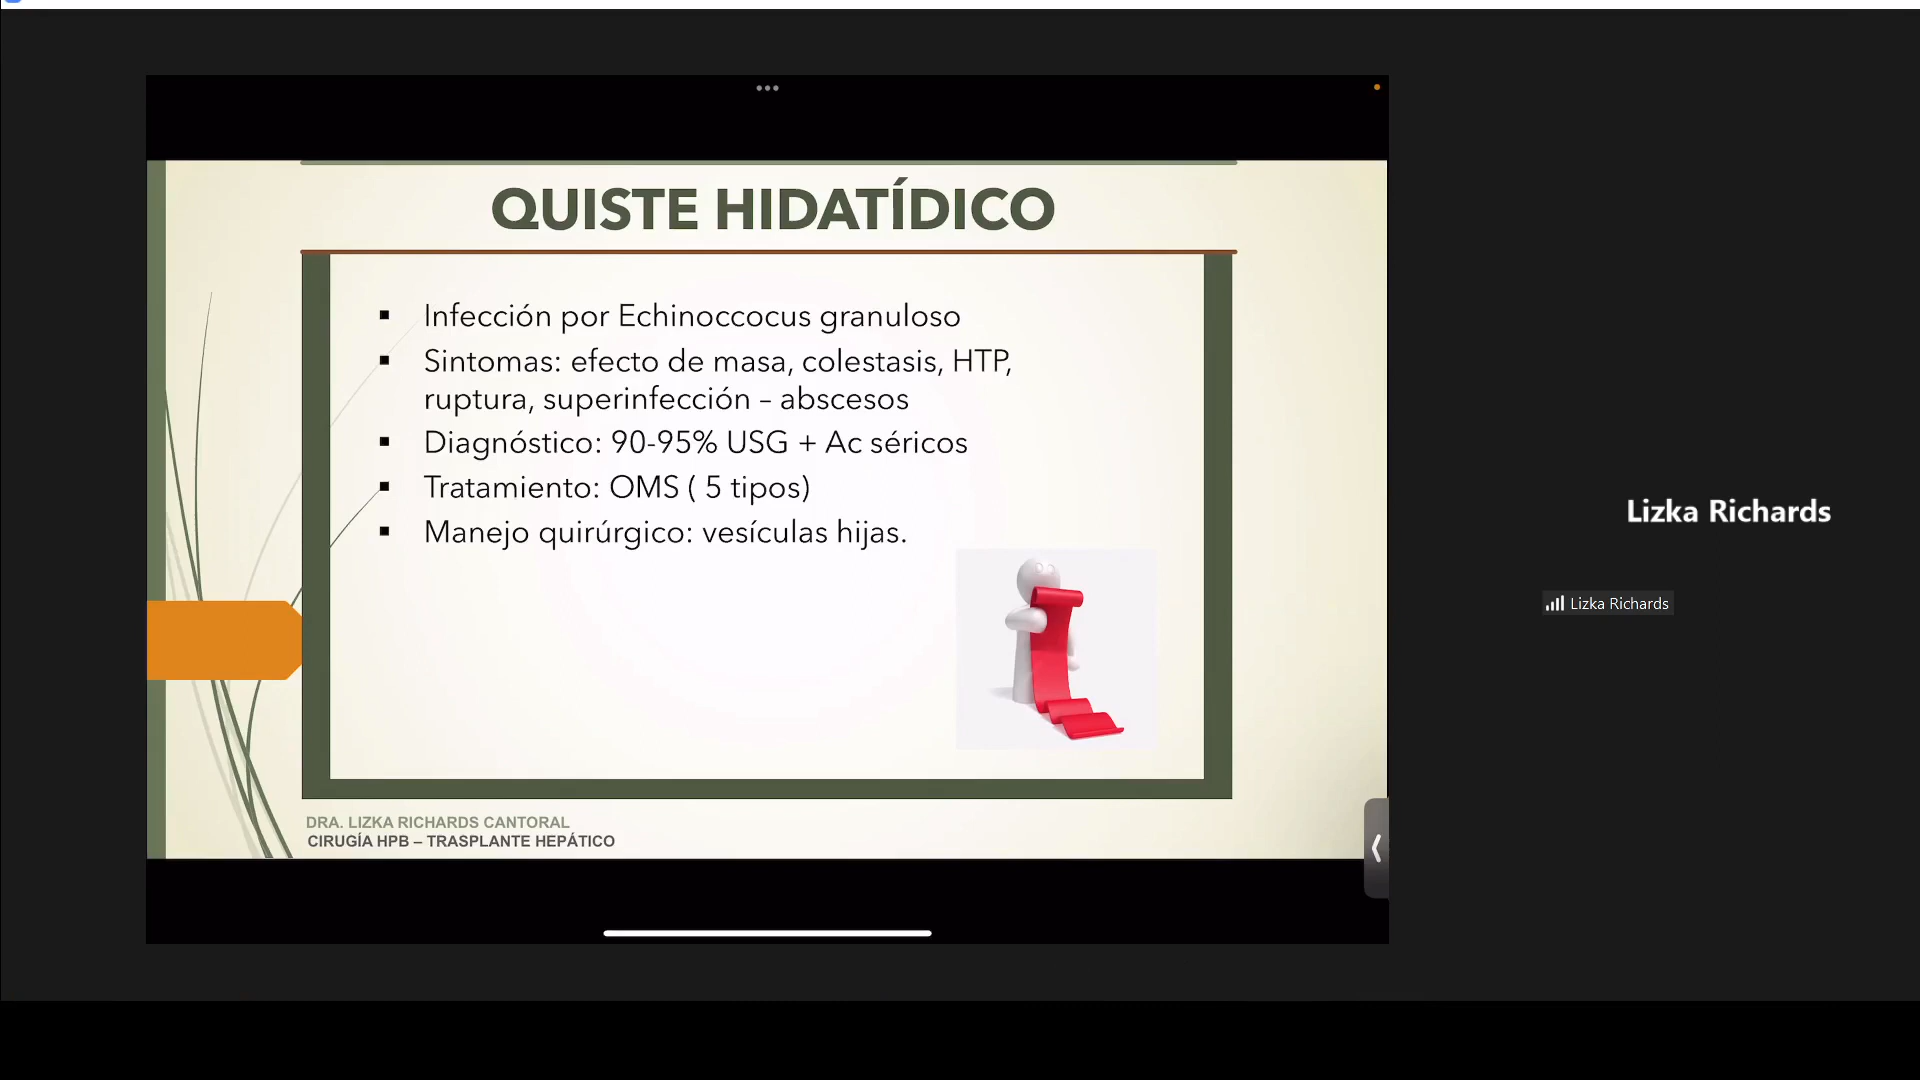 QUISTE HIDATÍDICO
Infección por Echinoccocus granuloso
Sintomas: efecto de masa, colestasis, HTP,
ruptura, superinfección – abscesos
Diagnóstico: 90-95% USG + Ac séricos
Tratamiento: OMS ( 5 tipos)
Manejo quirúrgico: vesículas hijas.
DRA. LIZKA RICHARDS CANTORAL
CIRUGÍA HPB – TRASPLANTE HEPÁTICO
Lizka Richards
Lizka Richards